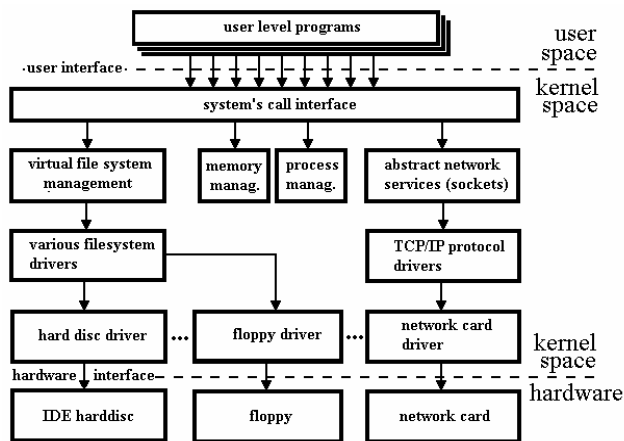 user level programs
user
space
user interface
kernel
space
system's call interface
virtual file system
management
memory
manag.
process
manag.
abstract network
services (sockets)
various filesystem
drivers
TCP/IP protocol
drivers
hard disc driver
...
floppy driver
...
network card
driver
kernel
space
hardware interface
hardware
IDE harddisc
floppy
network card